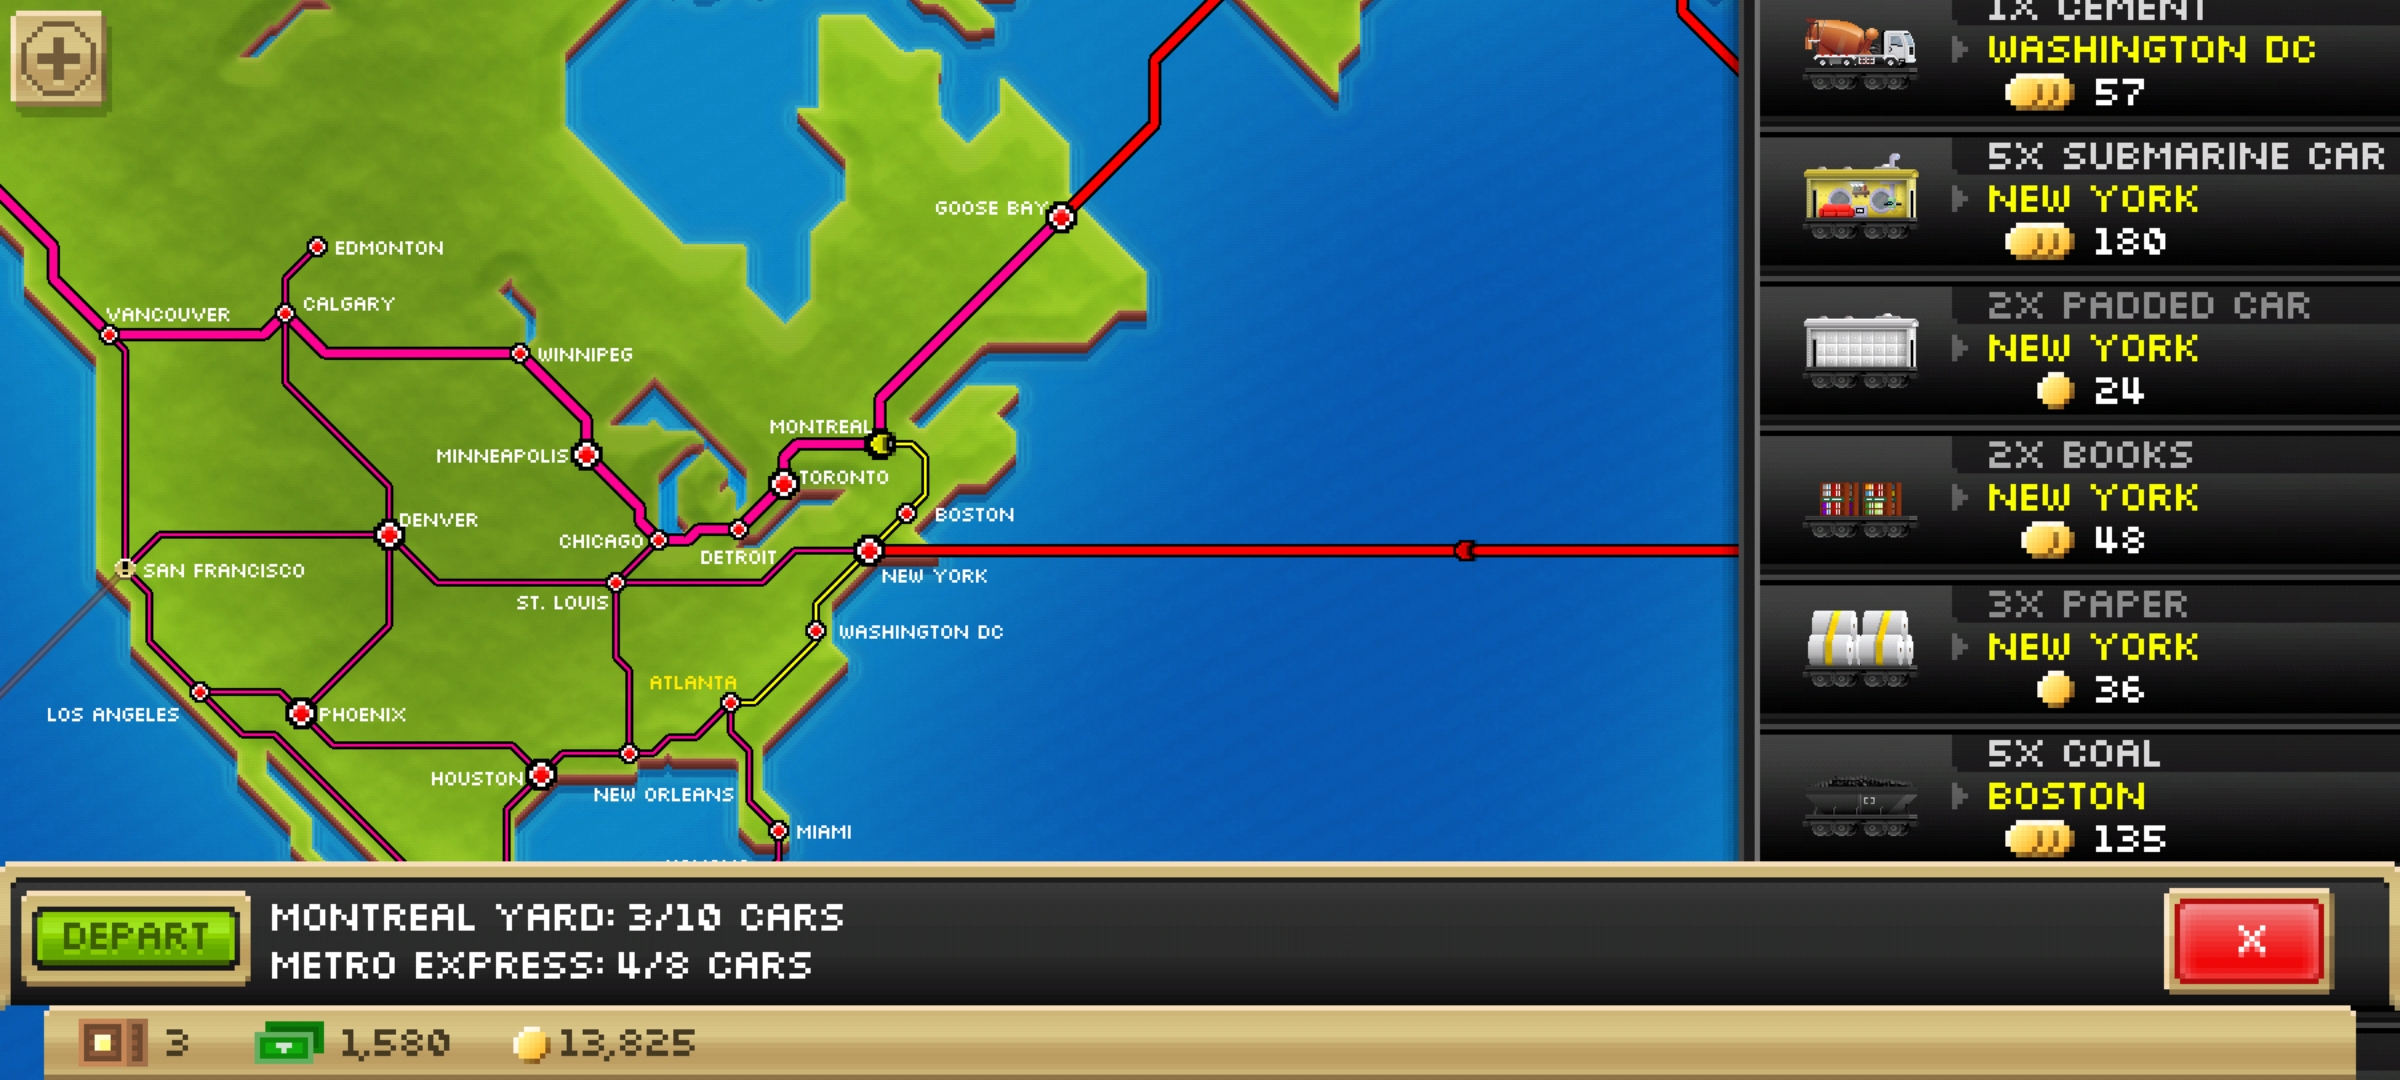 1X CEMENT
WASHINGTON DC
57
5X SUBMARINE CAR
NEW YORK
180
2X PADDED CAR
NEW YORK
24
2X BOOKS
NEW YORK
48
3X PAPER
NEW YORK
36
5X COAL
BOSTON
135
GOOSE BAY
EDMONTON
CALGARY
VANCOUVER
WINNIPEG
MONTREAL
MINNEAPOLIS
TORONTO
DENVER
BOSTON
CHICAGO
DETROIT
SAN FRANCISCO
NEW YORK
ST. LOUIS
WASHINGTON DC
ATLANTA
LOS ANGELES
PHOENIX
HOUSTON
NEW ORLEANS
MIAMI
DEPART
MONTREAL YARD: 3/10 CARS
METRO EXPRESS: 4/8 CARS
X
3
1,580
13,825